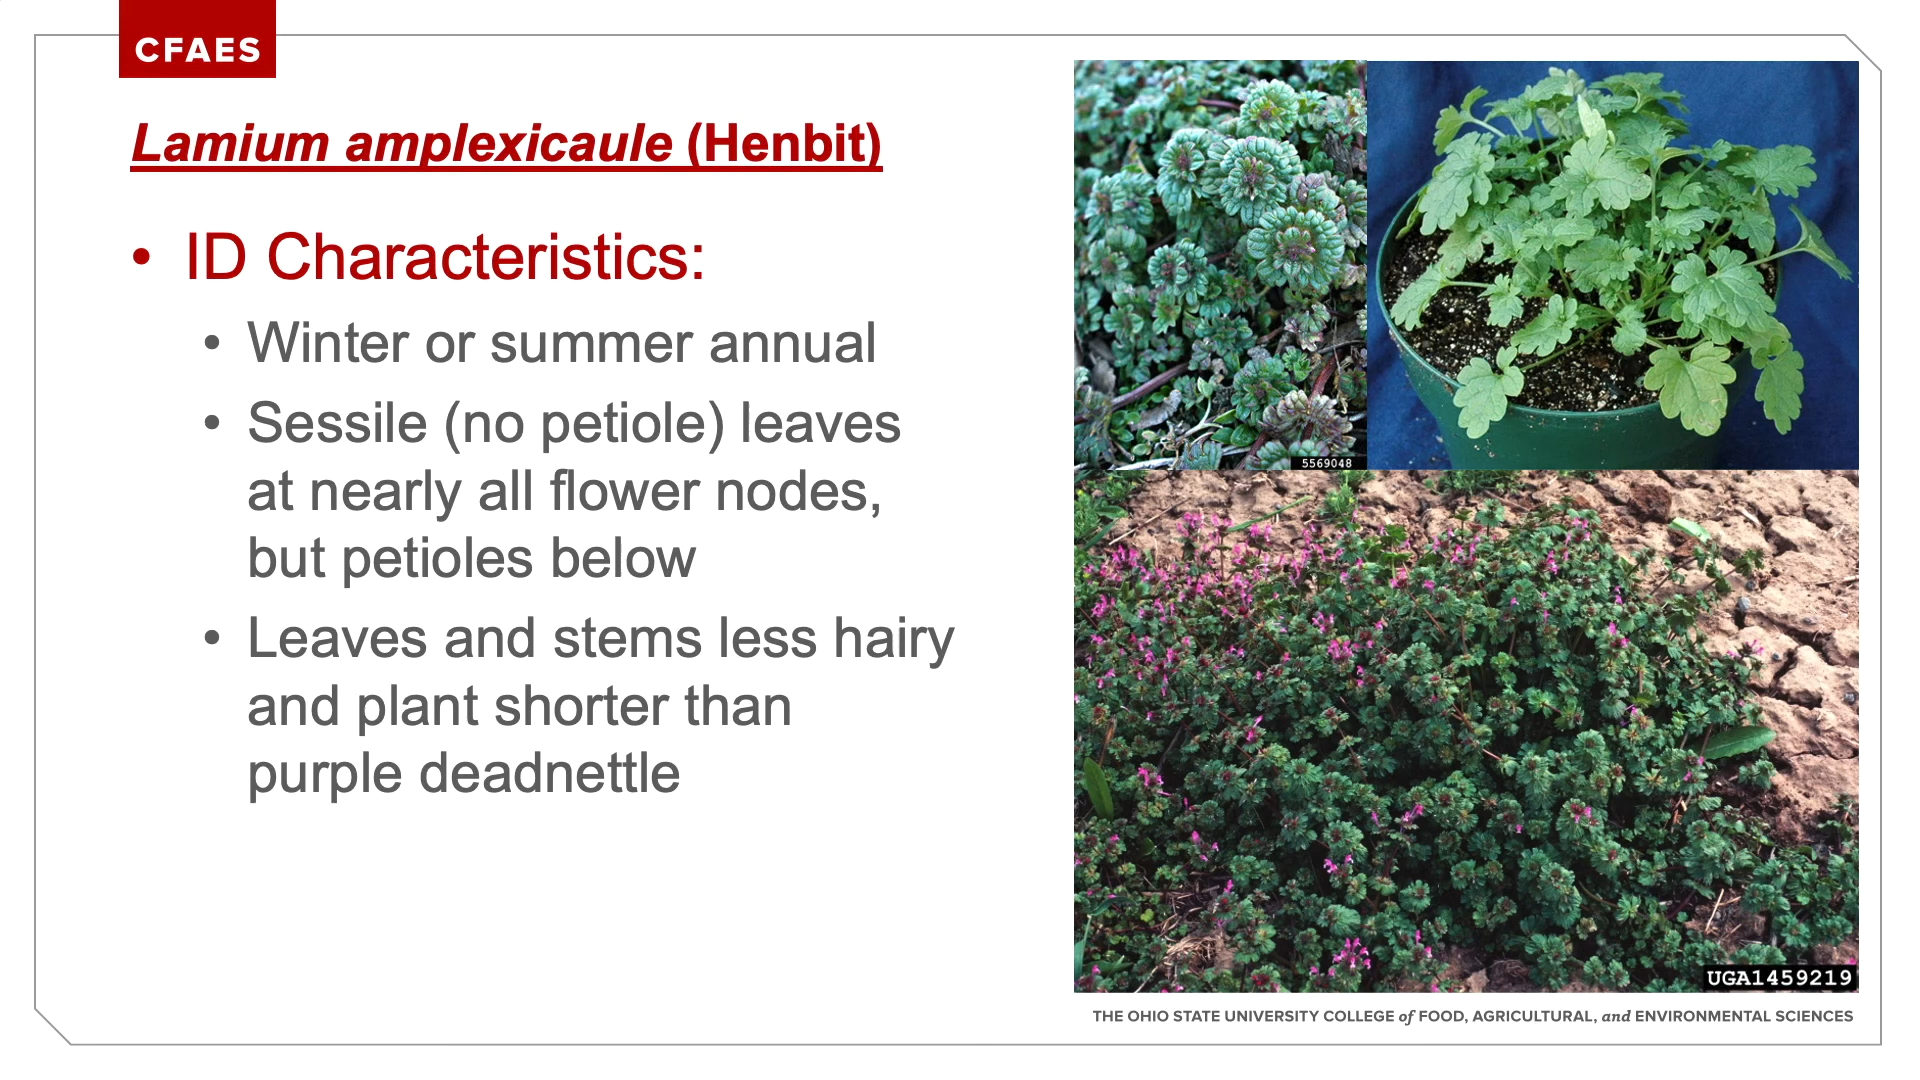 CFAES
Lamium amplexicaule (Henbit)
• ID Characteristics:
• Winter or summer annual
• Sessile (no petiole) leaves
at nearly all flower nodes,
but petioles below
• Leaves and stems less hairy
and plant shorter than
purple deadnettle
5569048
UGA1459219
THE OHIO STATE UNIVERSITY COLLEGE of FOOD, AGRICULTURAL, and ENVIRONMENTAL SCIENCES